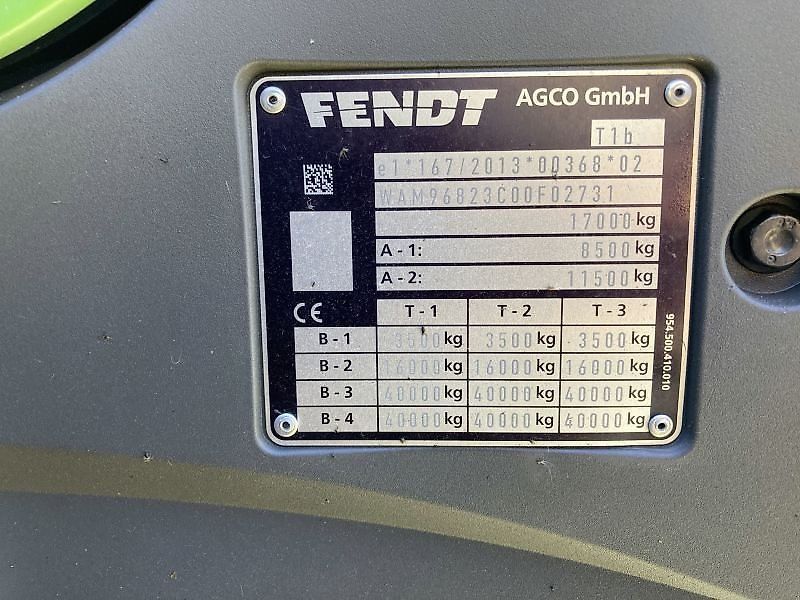 FENDT AGCO GmbH
T1b
e1*167/2013*00368*02
WAM96823C00F02731
17000 kg
A - 1: 8500 kg
A - 2: 11500 kg
CE T - 1 T - 2 T - 3
B - 1 3500 kg 3500 kg 3500 kg
B - 2 16000 kg 16000 kg 16000 kg
B - 3 40000 kg 40000 kg 40000 kg
B - 4 40000 kg 40000 kg 40000 kg
954.500.410.010